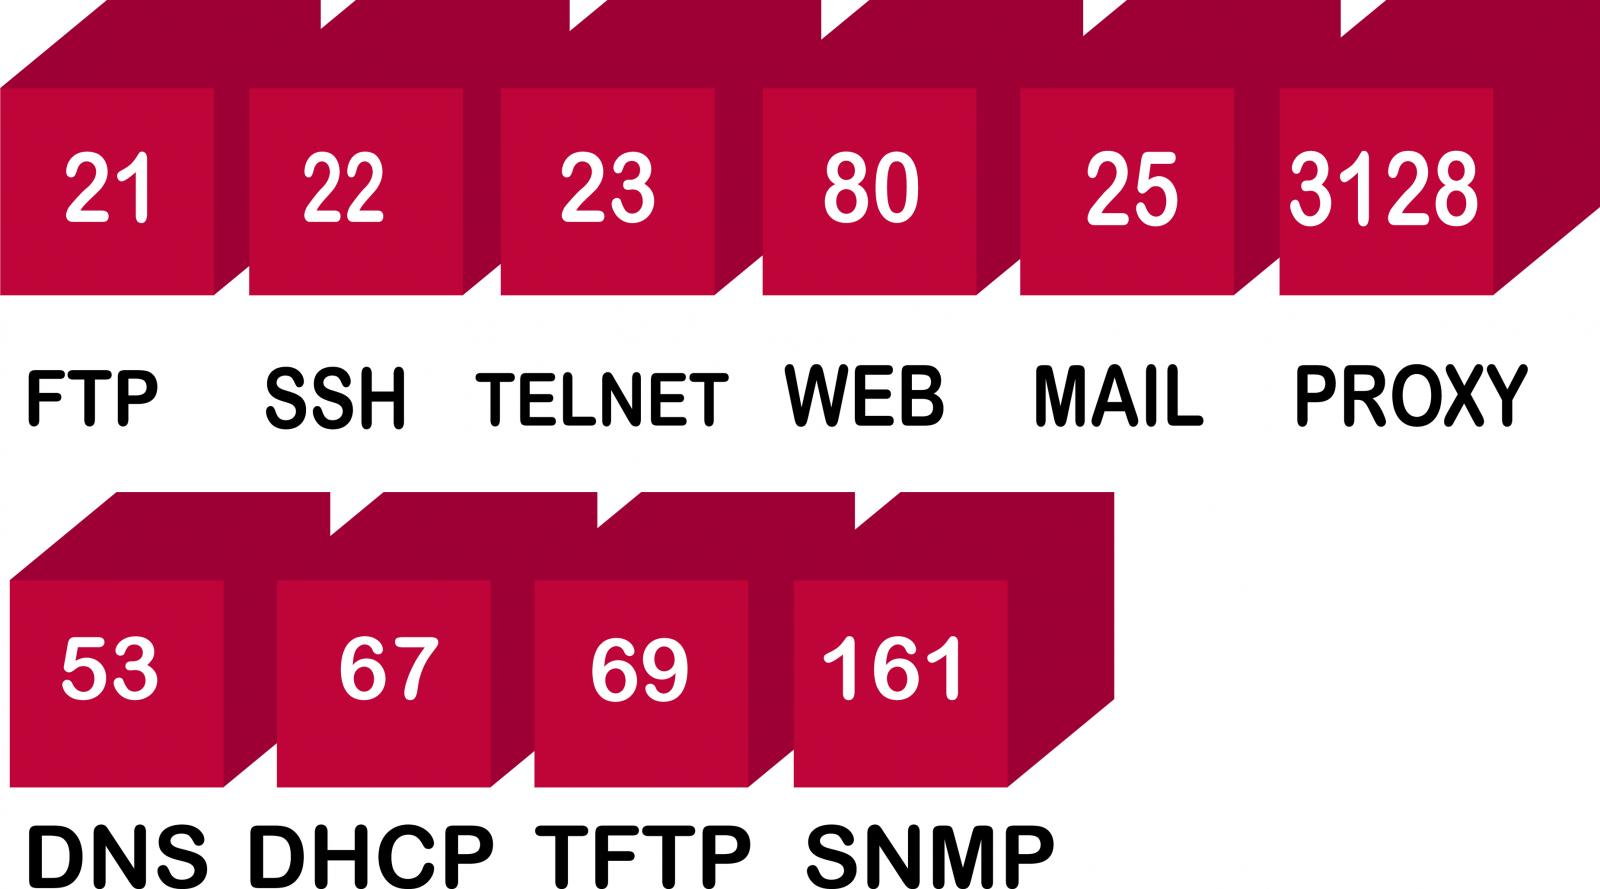 21 22 23 80 25 3128
FTP SSH TELNET WEB MAIL PROXY
53 67 69 161
DNS DHCP TFTP SNMP